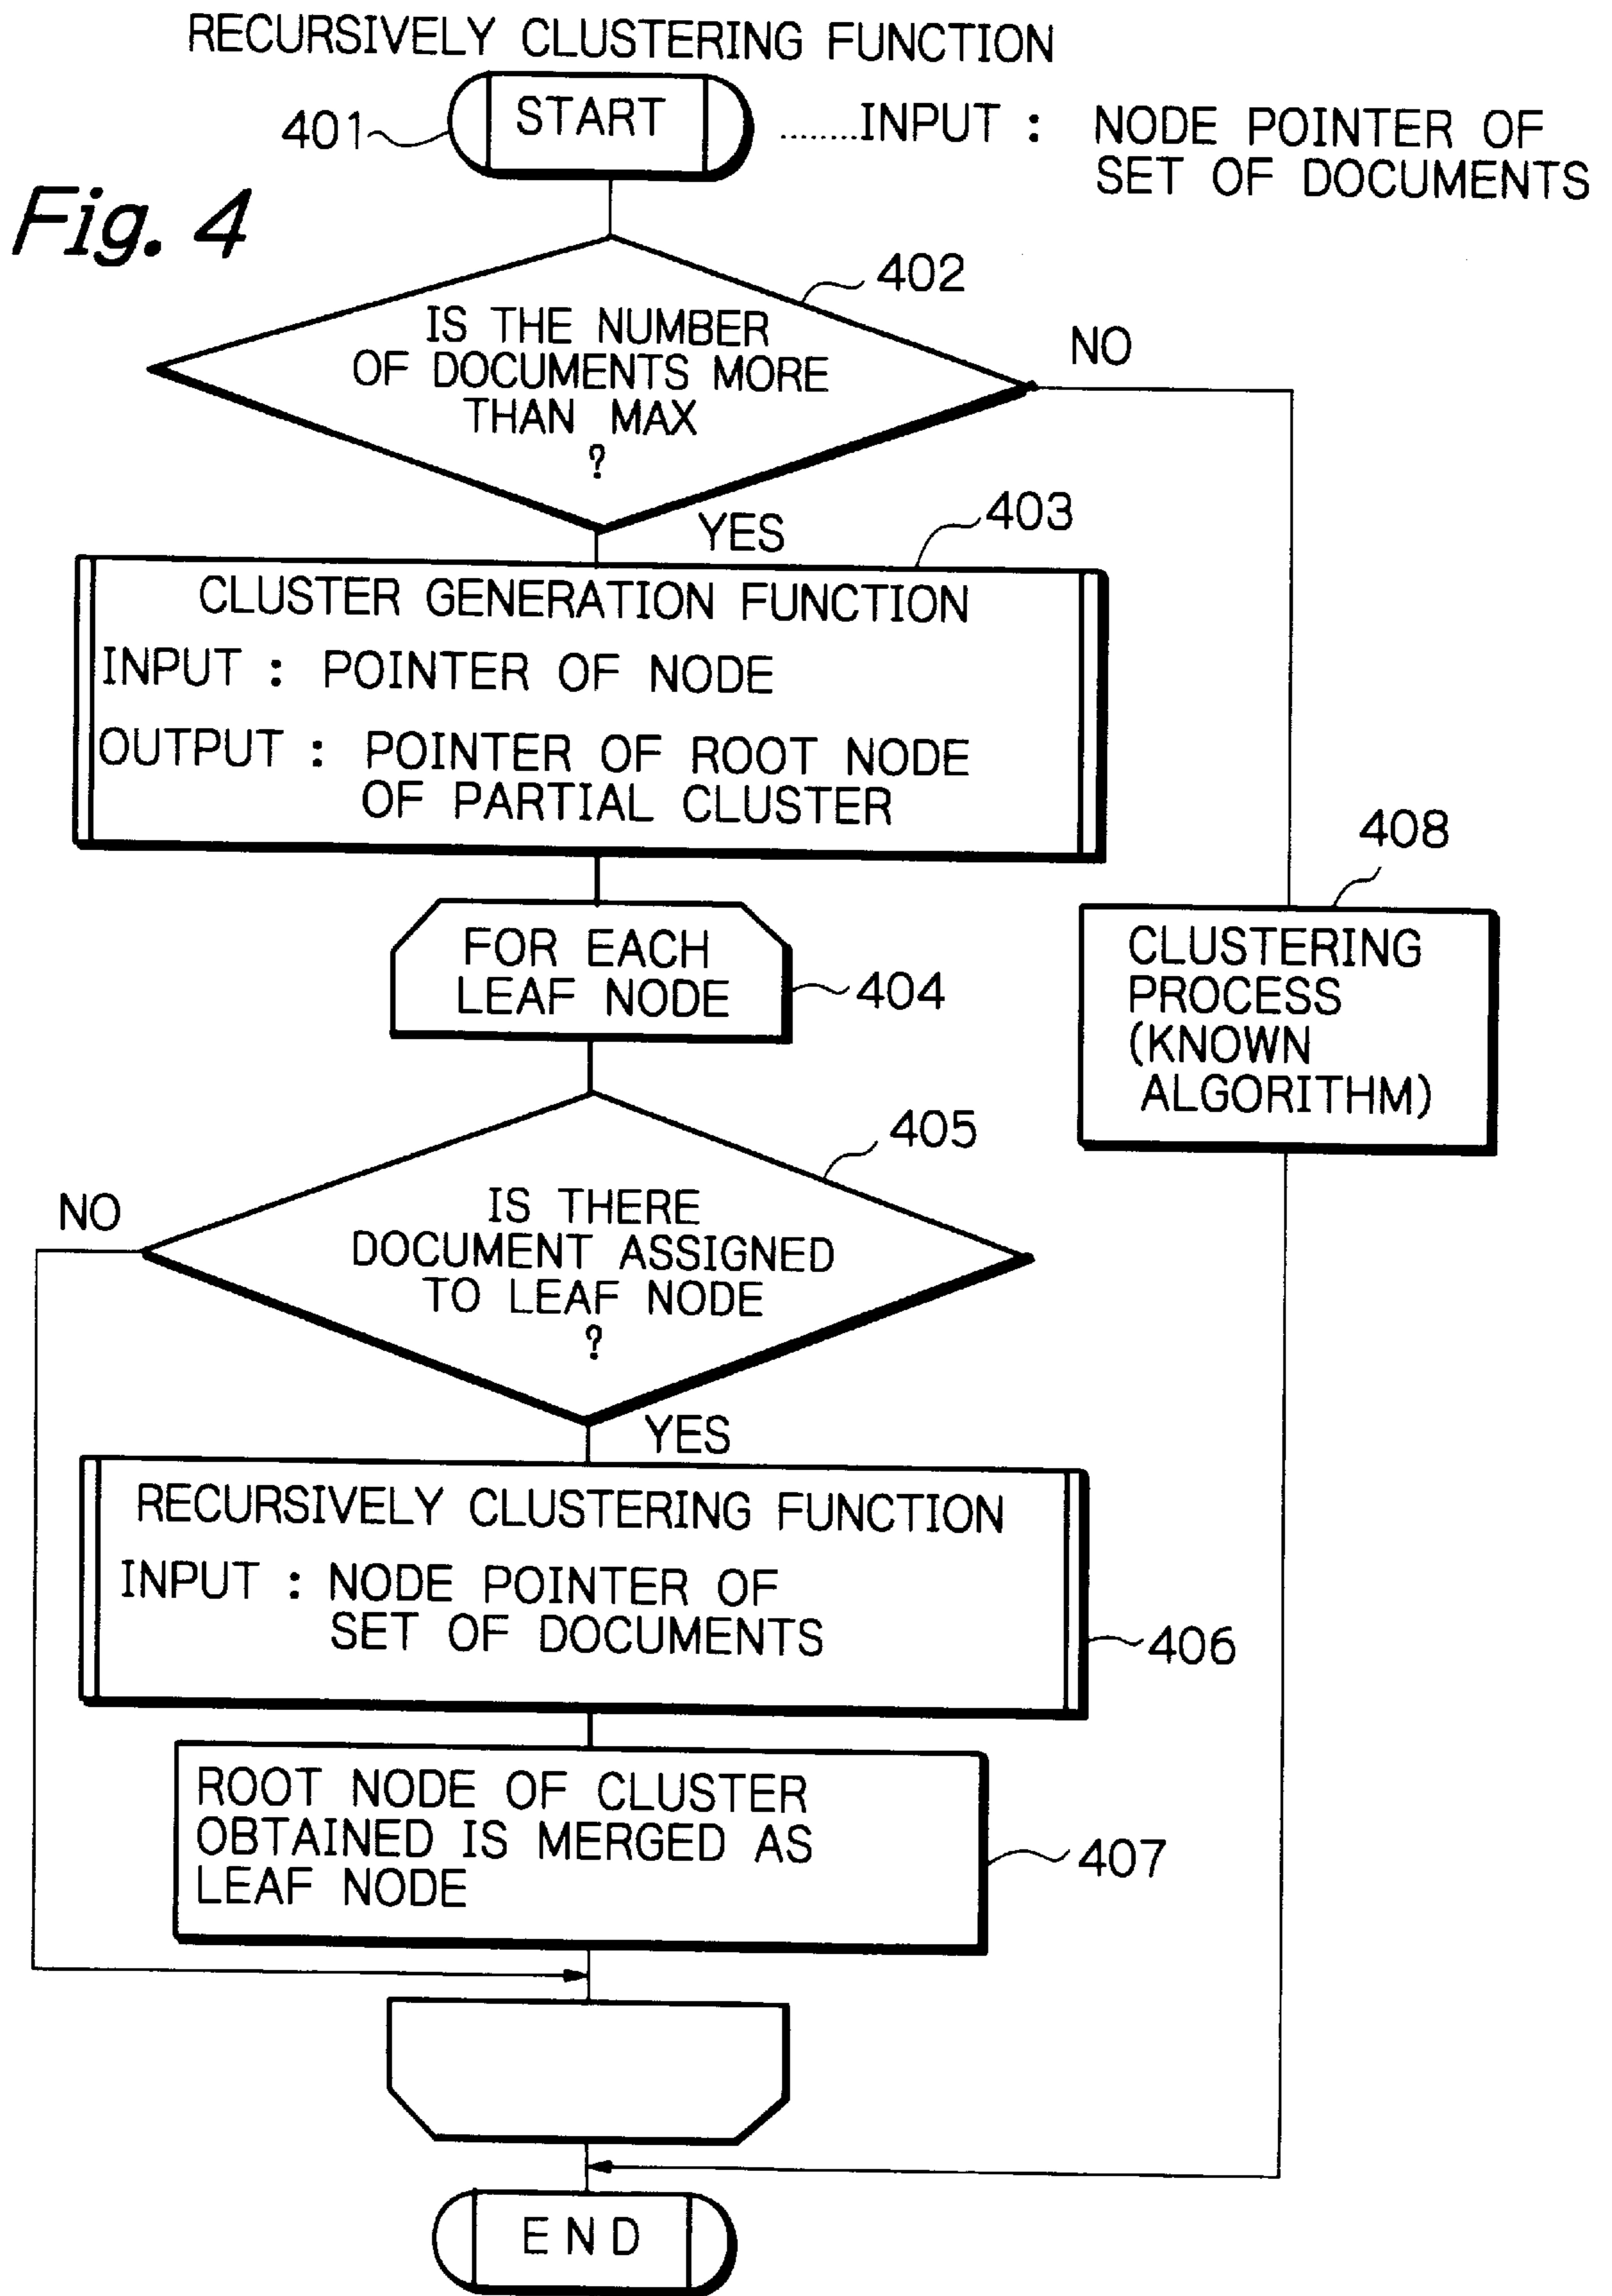 RECURSIVELY CLUSTERING FUNCTION
START
401
........INPUT : NODE POINTER OF
SET OF DOCUMENTS
Fig. 4
402
IS THE NUMBER
OF DOCUMENTS MORE
THAN MAX
?
NO
YES
403
CLUSTER GENERATION FUNCTION
INPUT : POINTER OF NODE
OUTPUT : POINTER OF ROOT NODE
OF PARTIAL CLUSTER
408
CLUSTERING
PROCESS
(KNOWN
ALGORITHM)
FOR EACH
LEAF NODE
404
405
NO
IS THERE
DOCUMENT ASSIGNED
TO LEAF NODE
?
YES
RECURSIVELY CLUSTERING FUNCTION
INPUT : NODE POINTER OF
SET OF DOCUMENTS
406
ROOT NODE OF CLUSTER
OBTAINED IS MERGED AS
LEAF NODE
407
END